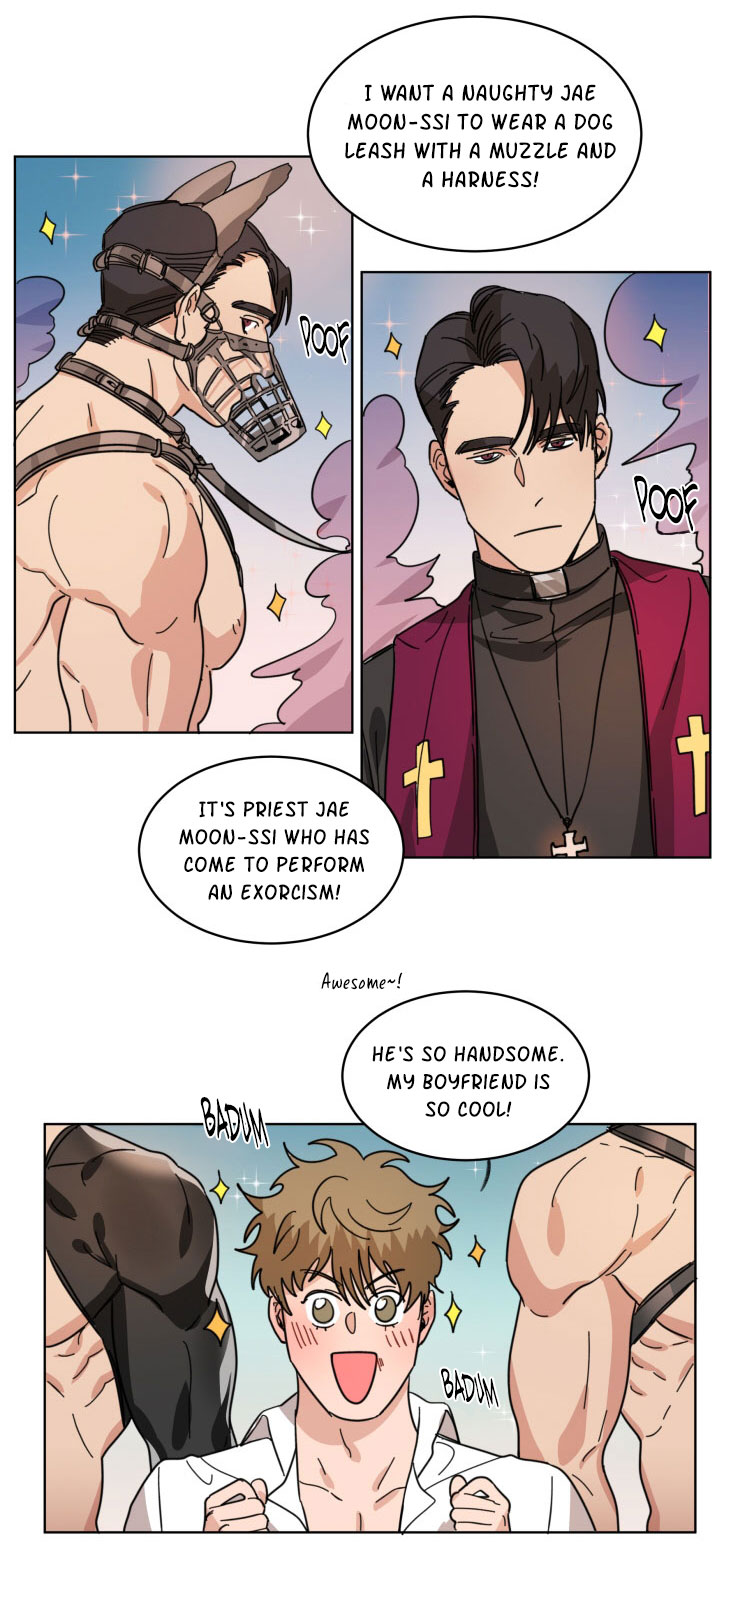 I WANT A NAUGHTY JAE
MOON-SSI TO WEAR A DOG
LEASH WITH A MUZZLE AND
A HARNESS!
POOF
POOF
IT'S PRIEST JAE
MOON-SSI WHO HAS
COME TO PERFORM
AN EXORCISM!
Awesome~!
HE'S SO HANDSOME.
MY BOYFRIEND IS
SO COOL!
BADUM
BADUM